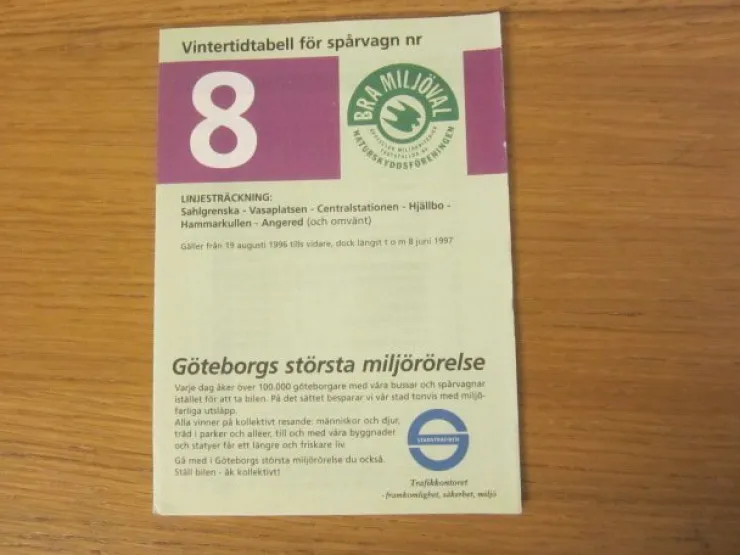 Vintertidtabell för spårvagn nr
8
BRA MILJÖVAL
NATURSKYDDSFÖRENINGEN
LINJESTRÄCKNING:
Sahlgrenska - Vasaplatsen - Centralstationen - Hjällbo -
Hammarkullen - Angered (och omvänt)
Gäller från 19 augusti 1996 tills vidare, dock längst t o m 8 juni 1997
Göteborgs största miljörörelse
Varje dag åker över 100.000 göteborgare med våra bussar och spårvagnar
istället för att ta bilen. På det sättet besparar vi vår stad tonvis med miljö-
farliga utsläpp.
Alla vinner på kollektivt resande: människor och djur,
träd i parker och alléer, till och med våra byggnader
och statyer får ett längre och friskare liv.
Gå med i Göteborgs största miljörörelse du också.
Ställ bilen - åk kollektivt!
STADSTRAFIKEN
Trafikkontoret
- framkomlighet, säkerhet, miljö